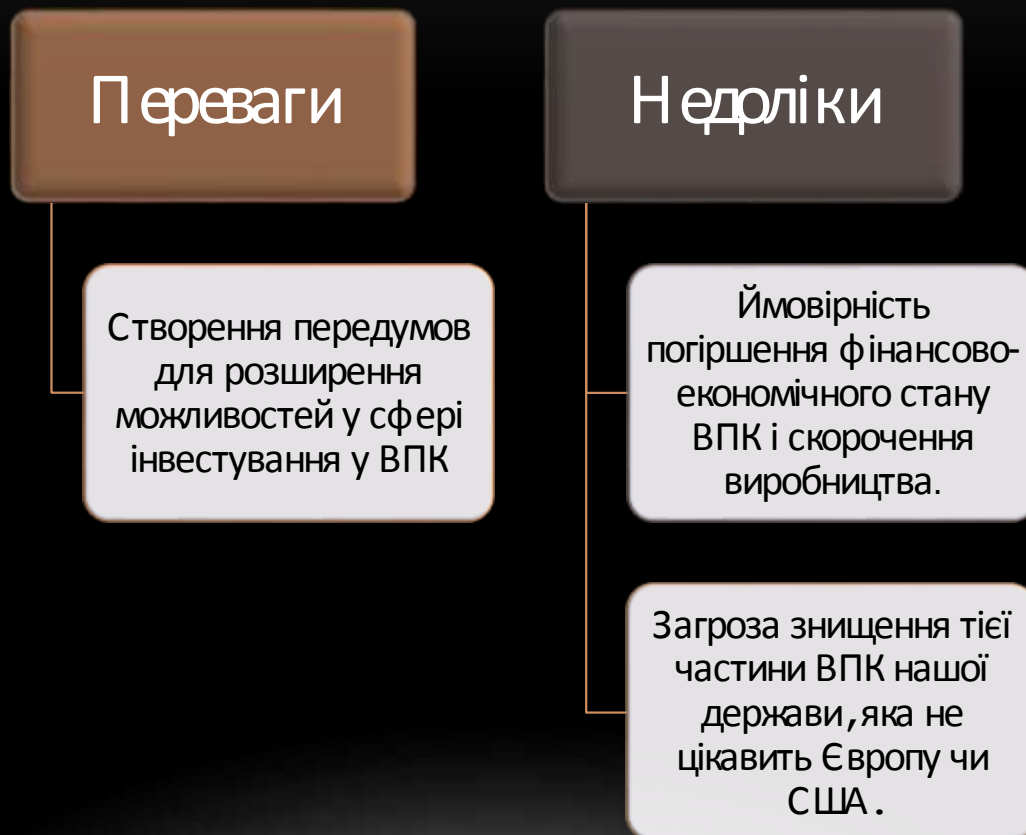 Переваги
Створення передумов
для розширення
можливостей у сфері
інвестування у ВПК
Недоліки
Ймовірність
погіршення фінансово-
економічного стану
ВПК і скорочення
виробництва.
Загроза знищення тієї
частини ВПК нашої
держави,яка не
цікавить Європу чи
США.